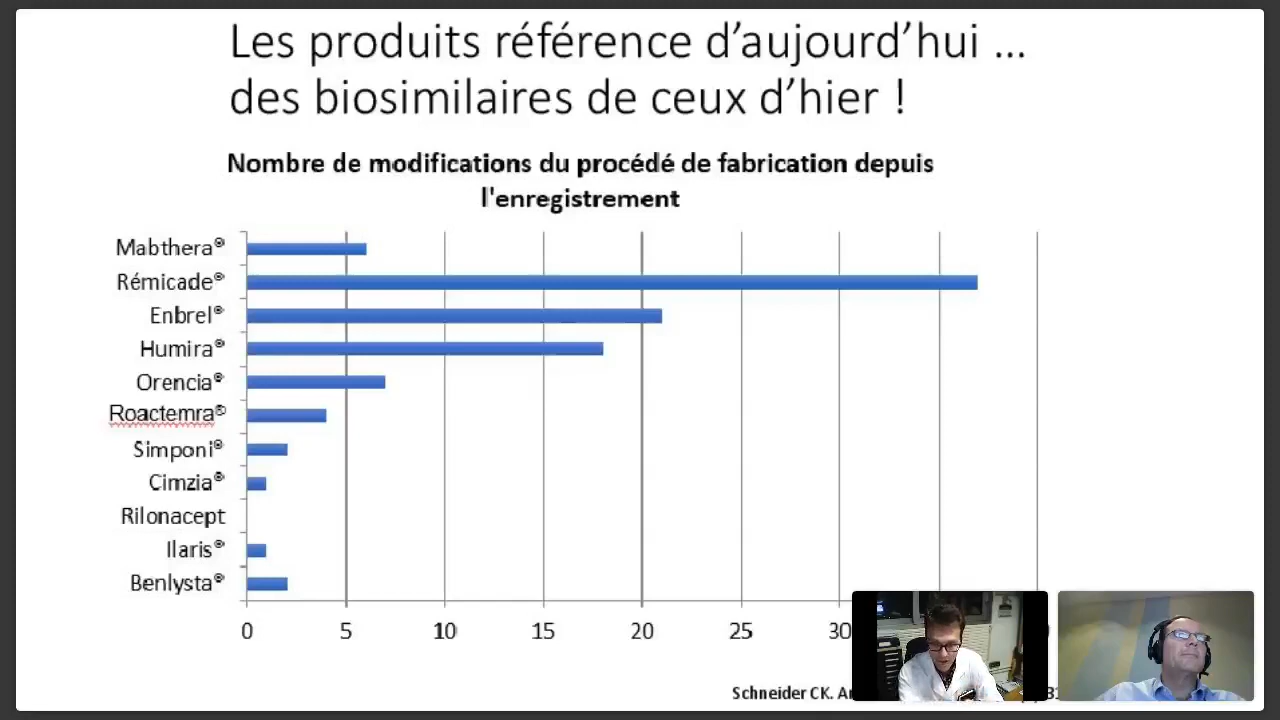 Les produits référence d’aujourd’hui ...
des biosimilaires de ceux d’hier !
Nombre de modifications du procédé de fabrication depuis
l'enregistrement
Mabthera®
Rémicade®
Enbrel®
Humira®
Orencia®
Roactemra®
Simponi®
Cimzia®
Rilonacept
Ilaris®
Benlysta®
0 5 10 15 20 25 30
Schneider CK.